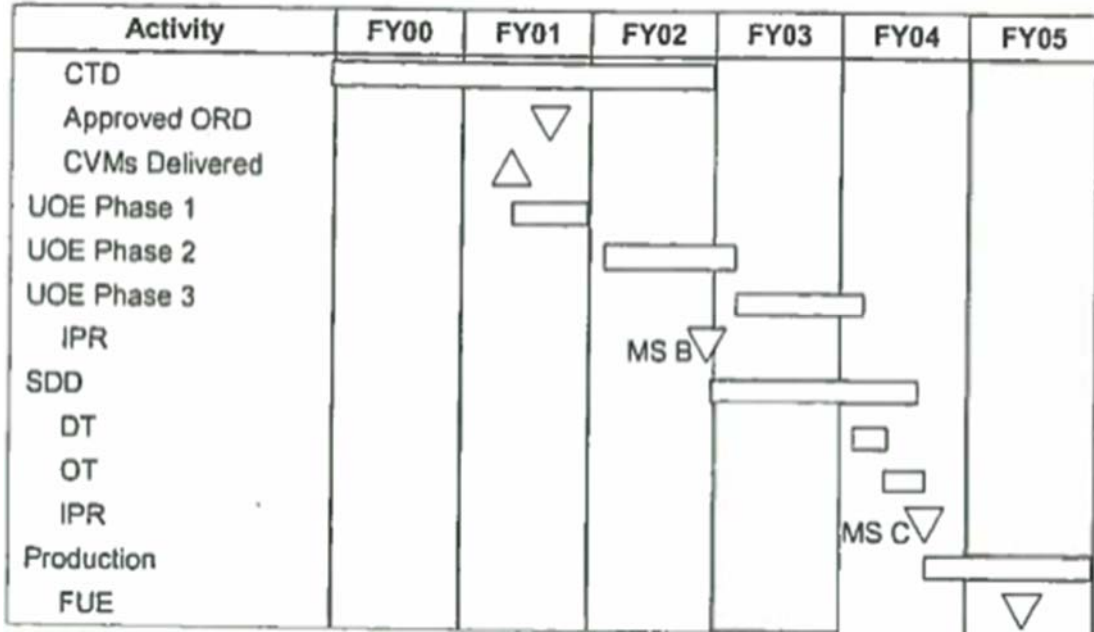 Activity FY00 FY01 FY02 FY03 FY04 FY05
CTD
Approved ORD
CVMs Delivered
UOE Phase 1
UOE Phase 2
UOE Phase 3
IPR MS B
SDD
DT
OT
IPR MS C
Production
FUE